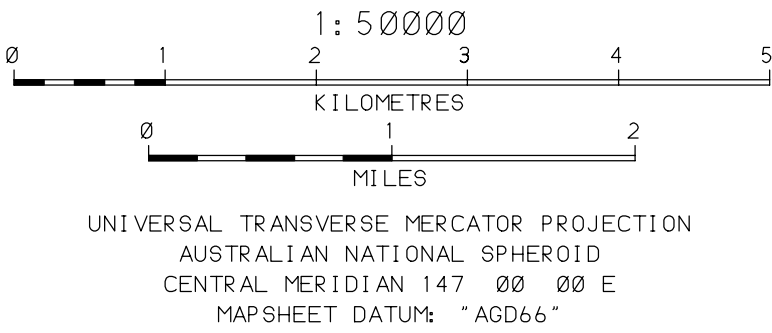 1:50000
0 1 2 3 4 5
KILOMETRES
0 1 2
MILES
UNIVERSAL TRANSVERSE MERCATOR PROJECTION
AUSTRALIAN NATIONAL SPHEROID
CENTRAL MERIDIAN 147 00 00 E
MAPSHEET DATUM: "AGD66"